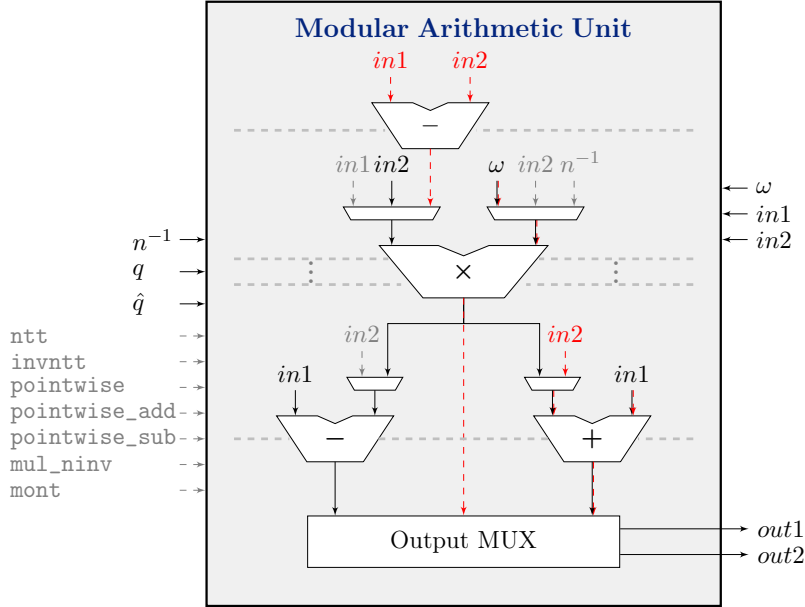 Modular Arithmetic Unit
in1 in2
−
in1 in2 ω in2 n⁻¹
ω
in1
n⁻¹ in2
×
q
q̂
ntt
in2 in2
invntt
pointwise in1 in1
pointwise_add
pointwise_sub − +
mul_ninv
mont
Output MUX
out1
out2